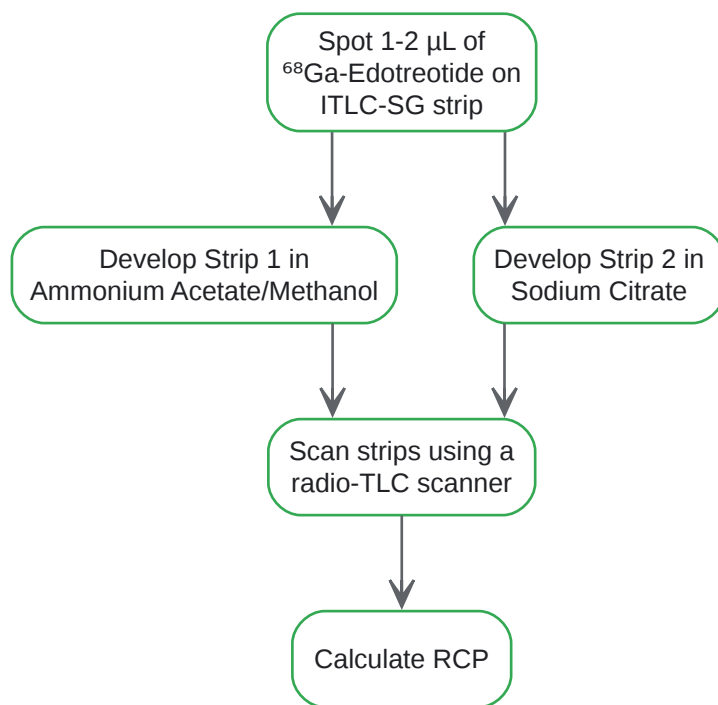 Spot 1-2 µL of
⁶⁸Ga-Edotreotide on
ITLC-SG strip
Develop Strip 1 in
Ammonium Acetate/Methanol
Develop Strip 2 in
Sodium Citrate
Scan strips using a
radio-TLC scanner
Calculate RCP